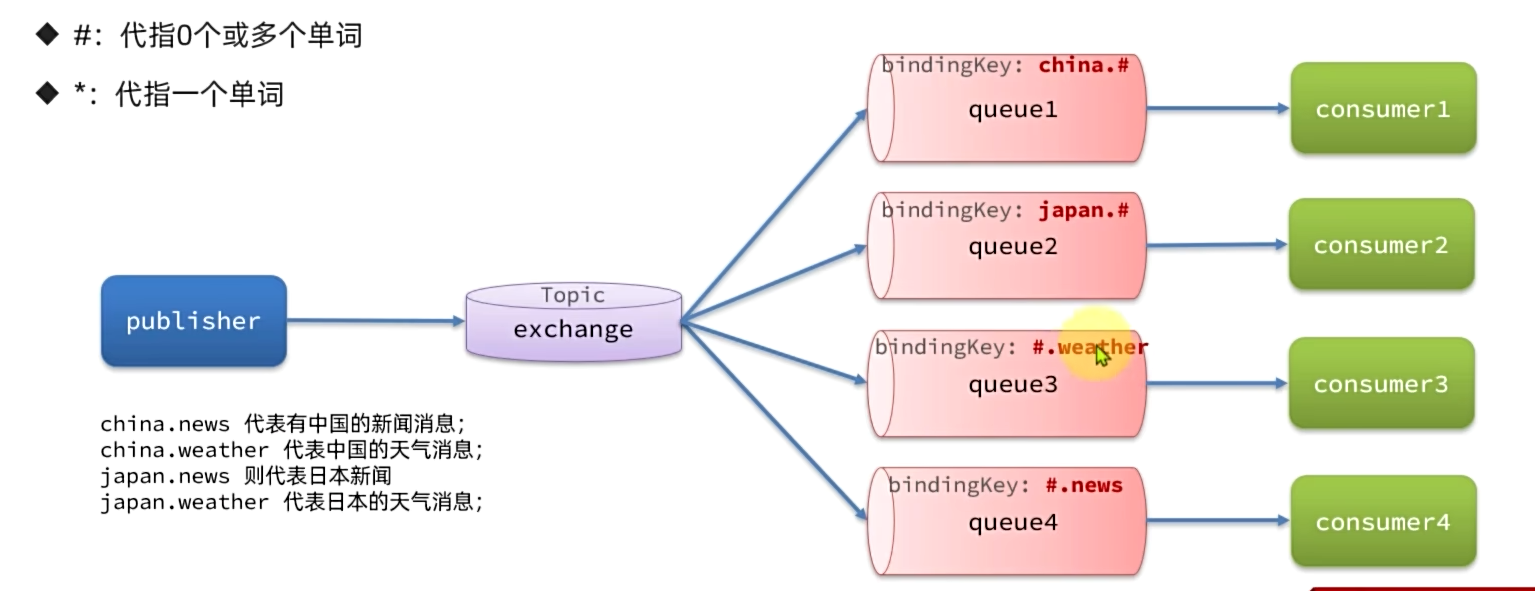 ◆ #：代指0个或多个单词
◆ *：代指一个单词
bindingKey: china.#
queue1
consumer1
bindingKey: japan.#
queue2
consumer2
publisher
Topic
exchange
bindingKey: #.weather
queue3
consumer3
china.news 代表有中国的新闻消息；
china.weather 代表中国的天气消息；
japan.news 则代表日本新闻
japan.weather 代表日本的天气消息；
bindingKey: #.news
queue4
consumer4